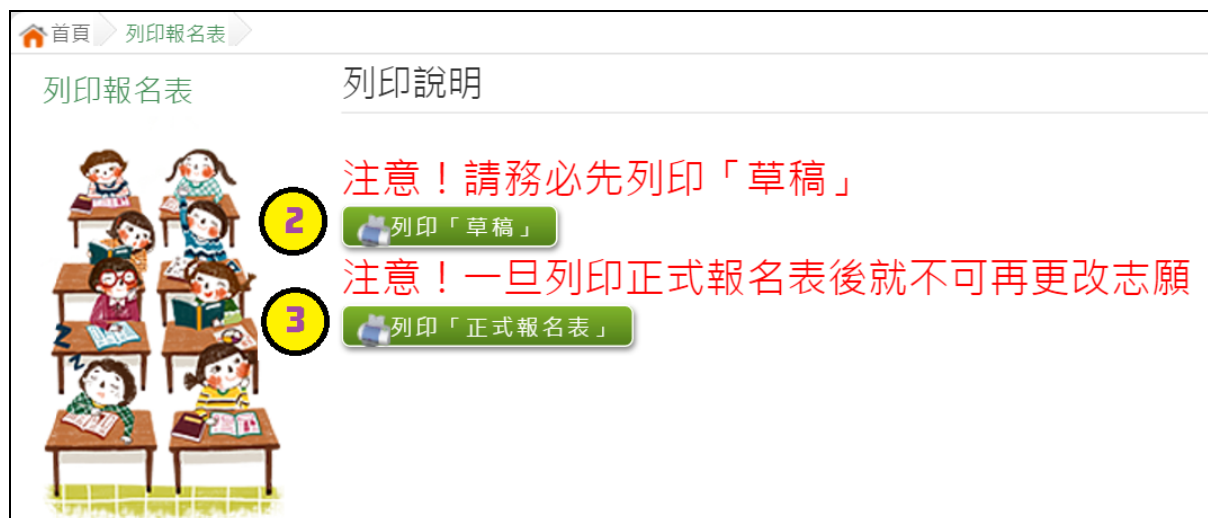 首頁 列印報名表
列印報名表
列印說明
注意！請務必先列印「草稿」
2
列印「草稿」
注意！一旦列印正式報名表後就不可再更改志願
3
列印「正式報名表」
Z
Z
Z